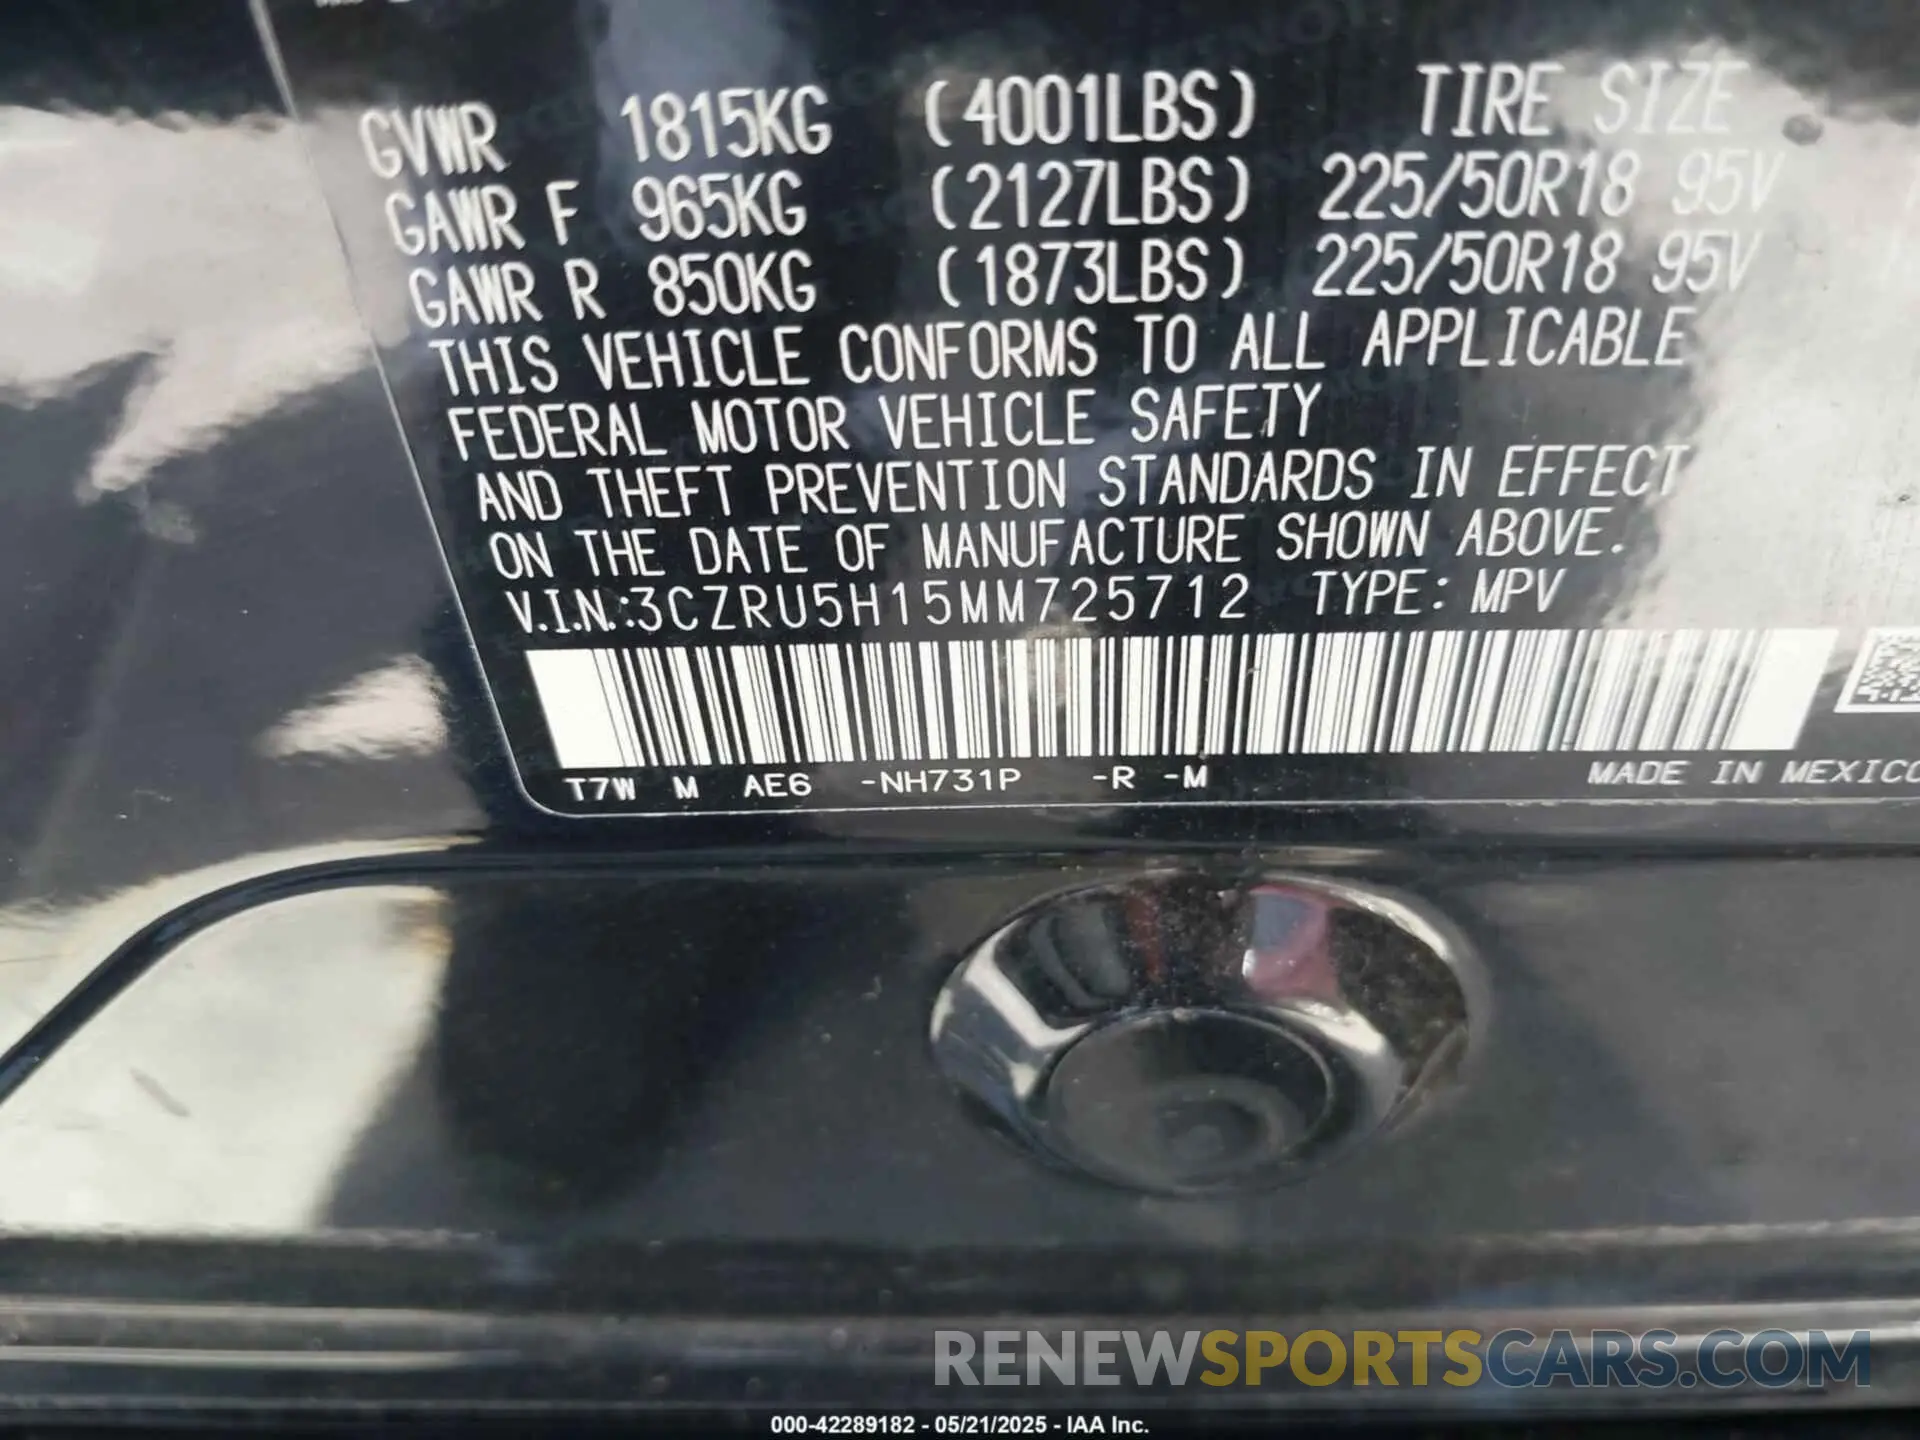 GVWR 1815KG (4001LBS) TIRE SIZE
GAWR F 965KG (2127LBS) 225/50R18 95V
GAWR R 850KG (1873LBS) 225/50R18 95V
THIS VEHICLE CONFORMS TO ALL APPLICABLE
FEDERAL MOTOR VEHICLE SAFETY
AND THEFT PREVENTION STANDARDS IN EFFECT
ON THE DATE OF MANUFACTURE SHOWN ABOVE.
V.I.N.:3CZRU5H15MM725712 TYPE: MPV
T7W M AE6 -NH731P -R -M MADE IN MEXICO
RENEWSPORTSCARS.COM
000-42289182 - 05/21/2025 - IAA Inc.